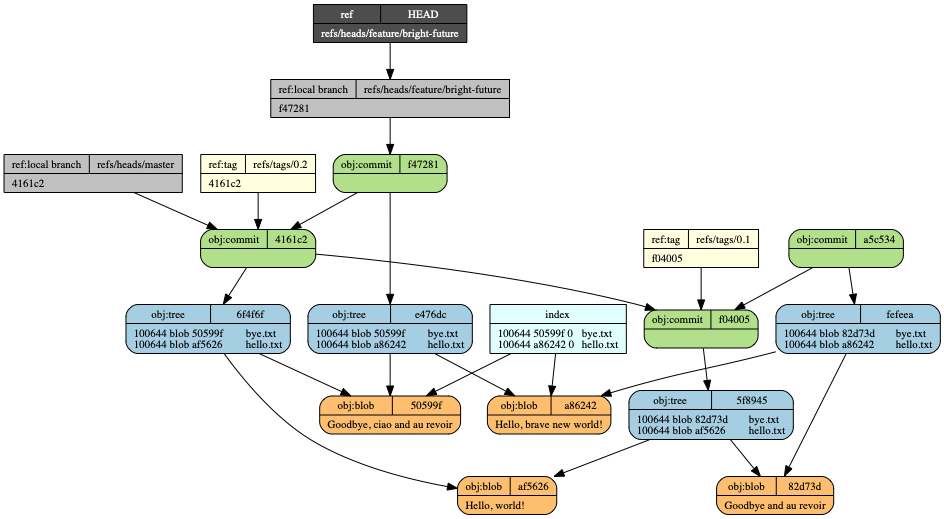 ref HEAD
refs/heads/feature/bright-future
ref:local branch refs/heads/feature/bright-future
f47281
ref:local branch refs/heads/master
4161c2
ref:tag refs/tags/0.2
4161c2
obj:commit f47281
obj:commit 4161c2
ref:tag refs/tags/0.1
f04005
obj:commit a5c534
obj:tree 6f4f6f
100644 blob 50599f bye.txt
100644 blob af5626 hello.txt
obj:tree e476dc
100644 blob 50599f bye.txt
100644 blob a86242 hello.txt
index
100644 50599f 0 bye.txt
100644 a86242 0 hello.txt
obj:commit f04005
obj:tree fefeea
100644 blob 82d73d bye.txt
100644 blob a86242 hello.txt
obj:blob 50599f
Goodbye, ciao and au revoir
obj:blob a86242
Hello, brave new world!
obj:tree 5f8945
100644 blob 82d73d bye.txt
100644 blob af5626 hello.txt
obj:blob af5626
Hello, world!
obj:blob 82d73d
Goodbye and au revoir